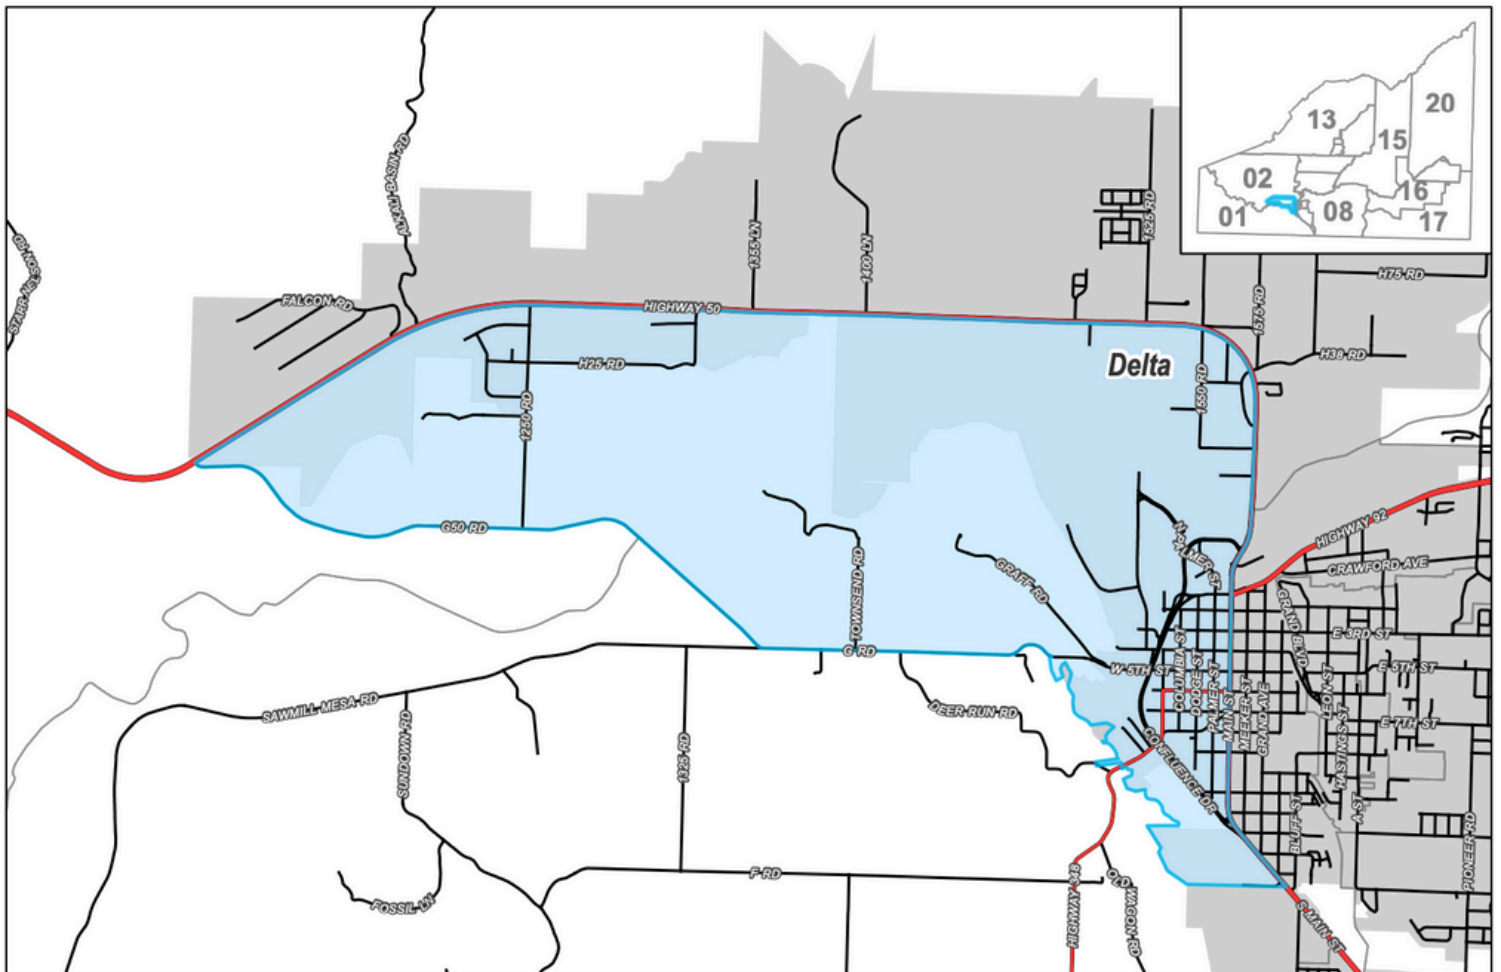 13
20
15
02
16
01
08
17
STARR NELSON RD
ALKALI BASIN RD
FALCON RD
1355 LN
1400 LN
1525 RD
H75 RD
1575 RD
HIGHWAY 50
H25 RD
Delta
H38 RD
1550 RD
1250 RD
G50 RD
HIGHWAY 92
CRAWFORD AVE
TOWNSEND RD
GRAFF RD
N PALMER ST
GRAND BLVD
E 3RD ST
G RD
W 5TH ST
E 5TH ST
COLUMBIA ST
DODGE ST
PALMER ST
MAIN ST
MEEKER ST
GRAND AVE
LEON ST
HASTINGS ST
E 7TH ST
SAWMILL MESA RD
SUNDOWN RD
1325 RD
DEER RUN RD
CONFLUENCE DR
A ST
BLUFF ST
PIONEER RD
F RD
FOSSIL LN
HIGHWAY 348
OLD WAGON RD
S MAIN ST